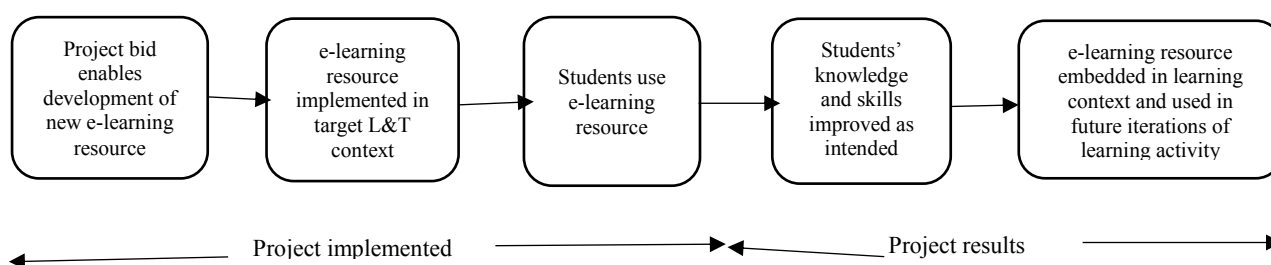 Project bid
enables
development of
new e-learning
resource
e-learning
resource
implemented in
target L&T
context
Students use
e-learning
resource
Students’
knowledge
and skills
improved as
intended
e-learning resource
embedded in learning
context and used in
future iterations of
learning activity
Project implemented
Project results